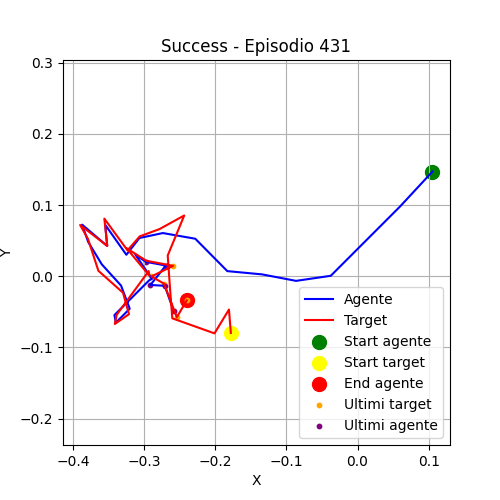 Success - Episodio 431
0.3
0.2
0.1
0.0
−0.1
−0.2
Y
−0.4 −0.3 −0.2 −0.1 0.0 0.1
X
Agente
Target
Start agente
Start target
End agente
Ultimi target
Ultimi agente